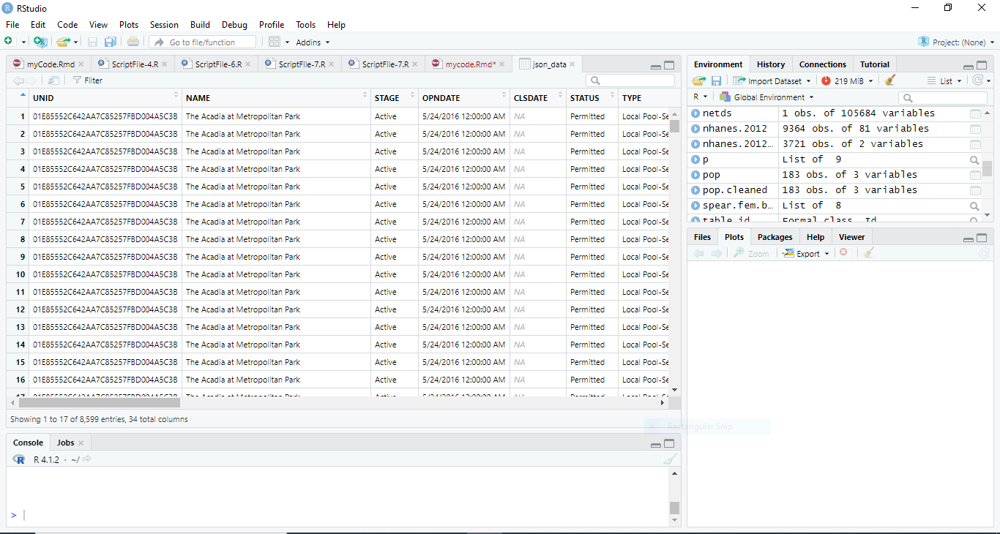 RStudio
File Edit Code View Plots Session Build Debug Profile Tools Help
Go to file/function Addins Project: (None)
myCode.Rmd ScriptFile-4.R ScriptFile-6.R ScriptFile-7.R ScriptFile-7.R mycode.Rmd* json_data
Filter
UNID NAME STAGE OPNDATE CLSDATE STATUS TYPE
1 01E85552C642AA7C85257FBD004A5C3B The Acadia at Metropolitan Park Active 5/24/2016 12:00:00 AM NA Permitted Local Pool-Se
2 01E85552C642AA7C85257FBD004A5C3B The Acadia at Metropolitan Park Active 5/24/2016 12:00:00 AM NA Permitted Local Pool-Se
3 01E85552C642AA7C85257FBD004A5C3B The Acadia at Metropolitan Park Active 5/24/2016 12:00:00 AM NA Permitted Local Pool-Se
4 01E85552C642AA7C85257FBD004A5C3B The Acadia at Metropolitan Park Active 5/24/2016 12:00:00 AM NA Permitted Local Pool-Se
5 01E85552C642AA7C85257FBD004A5C3B The Acadia at Metropolitan Park Active 5/24/2016 12:00:00 AM NA Permitted Local Pool-Se
6 01E85552C642AA7C85257FBD004A5C3B The Acadia at Metropolitan Park Active 5/24/2016 12:00:00 AM NA Permitted Local Pool-Se
7 01E85552C642AA7C85257FBD004A5C3B The Acadia at Metropolitan Park Active 5/24/2016 12:00:00 AM NA Permitted Local Pool-Se
8 01E85552C642AA7C85257FBD004A5C3B The Acadia at Metropolitan Park Active 5/24/2016 12:00:00 AM NA Permitted Local Pool-Se
9 01E85552C642AA7C85257FBD004A5C3B The Acadia at Metropolitan Park Active 5/24/2016 12:00:00 AM NA Permitted Local Pool-Se
10 01E85552C642AA7C85257FBD004A5C3B The Acadia at Metropolitan Park Active 5/24/2016 12:00:00 AM NA Permitted Local Pool-Se
11 01E85552C642AA7C85257FBD004A5C3B The Acadia at Metropolitan Park Active 5/24/2016 12:00:00 AM NA Permitted Local Pool-Se
12 01E85552C642AA7C85257FBD004A5C3B The Acadia at Metropolitan Park Active 5/24/2016 12:00:00 AM NA Permitted Local Pool-Se
13 01E85552C642AA7C85257FBD004A5C3B The Acadia at Metropolitan Park Active 5/24/2016 12:00:00 AM NA Permitted Local Pool-Se
14 01E85552C642AA7C85257FBD004A5C3B The Acadia at Metropolitan Park Active 5/24/2016 12:00:00 AM NA Permitted Local Pool-Se
15 01E85552C642AA7C85257FBD004A5C3B The Acadia at Metropolitan Park Active 5/24/2016 12:00:00 AM NA Permitted Local Pool-Se
16 01E85552C642AA7C85257FBD004A5C3B The Acadia at Metropolitan Park Active 5/24/2016 12:00:00 AM NA Permitted Local Pool-Se
Showing 1 to 17 of 8,599 entries, 34 total columns
Rectangular Snip
Console Jobs
R 4.1.2 · ~/
>
Environment History Connections Tutorial
Import Dataset 219 MiB List
R Global Environment
netds 1 obs. of 105684 variables
nhanes.2012 9364 obs. of 81 variables
nhanes.2012… 3721 obs. of 2 variables
p List of 9
pop 183 obs. of 3 variables
pop.cleaned 183 obs. of 3 variables
spear.fem.b… List of 8
table id Formal class Id
Files Plots Packages Help Viewer
Zoom Export